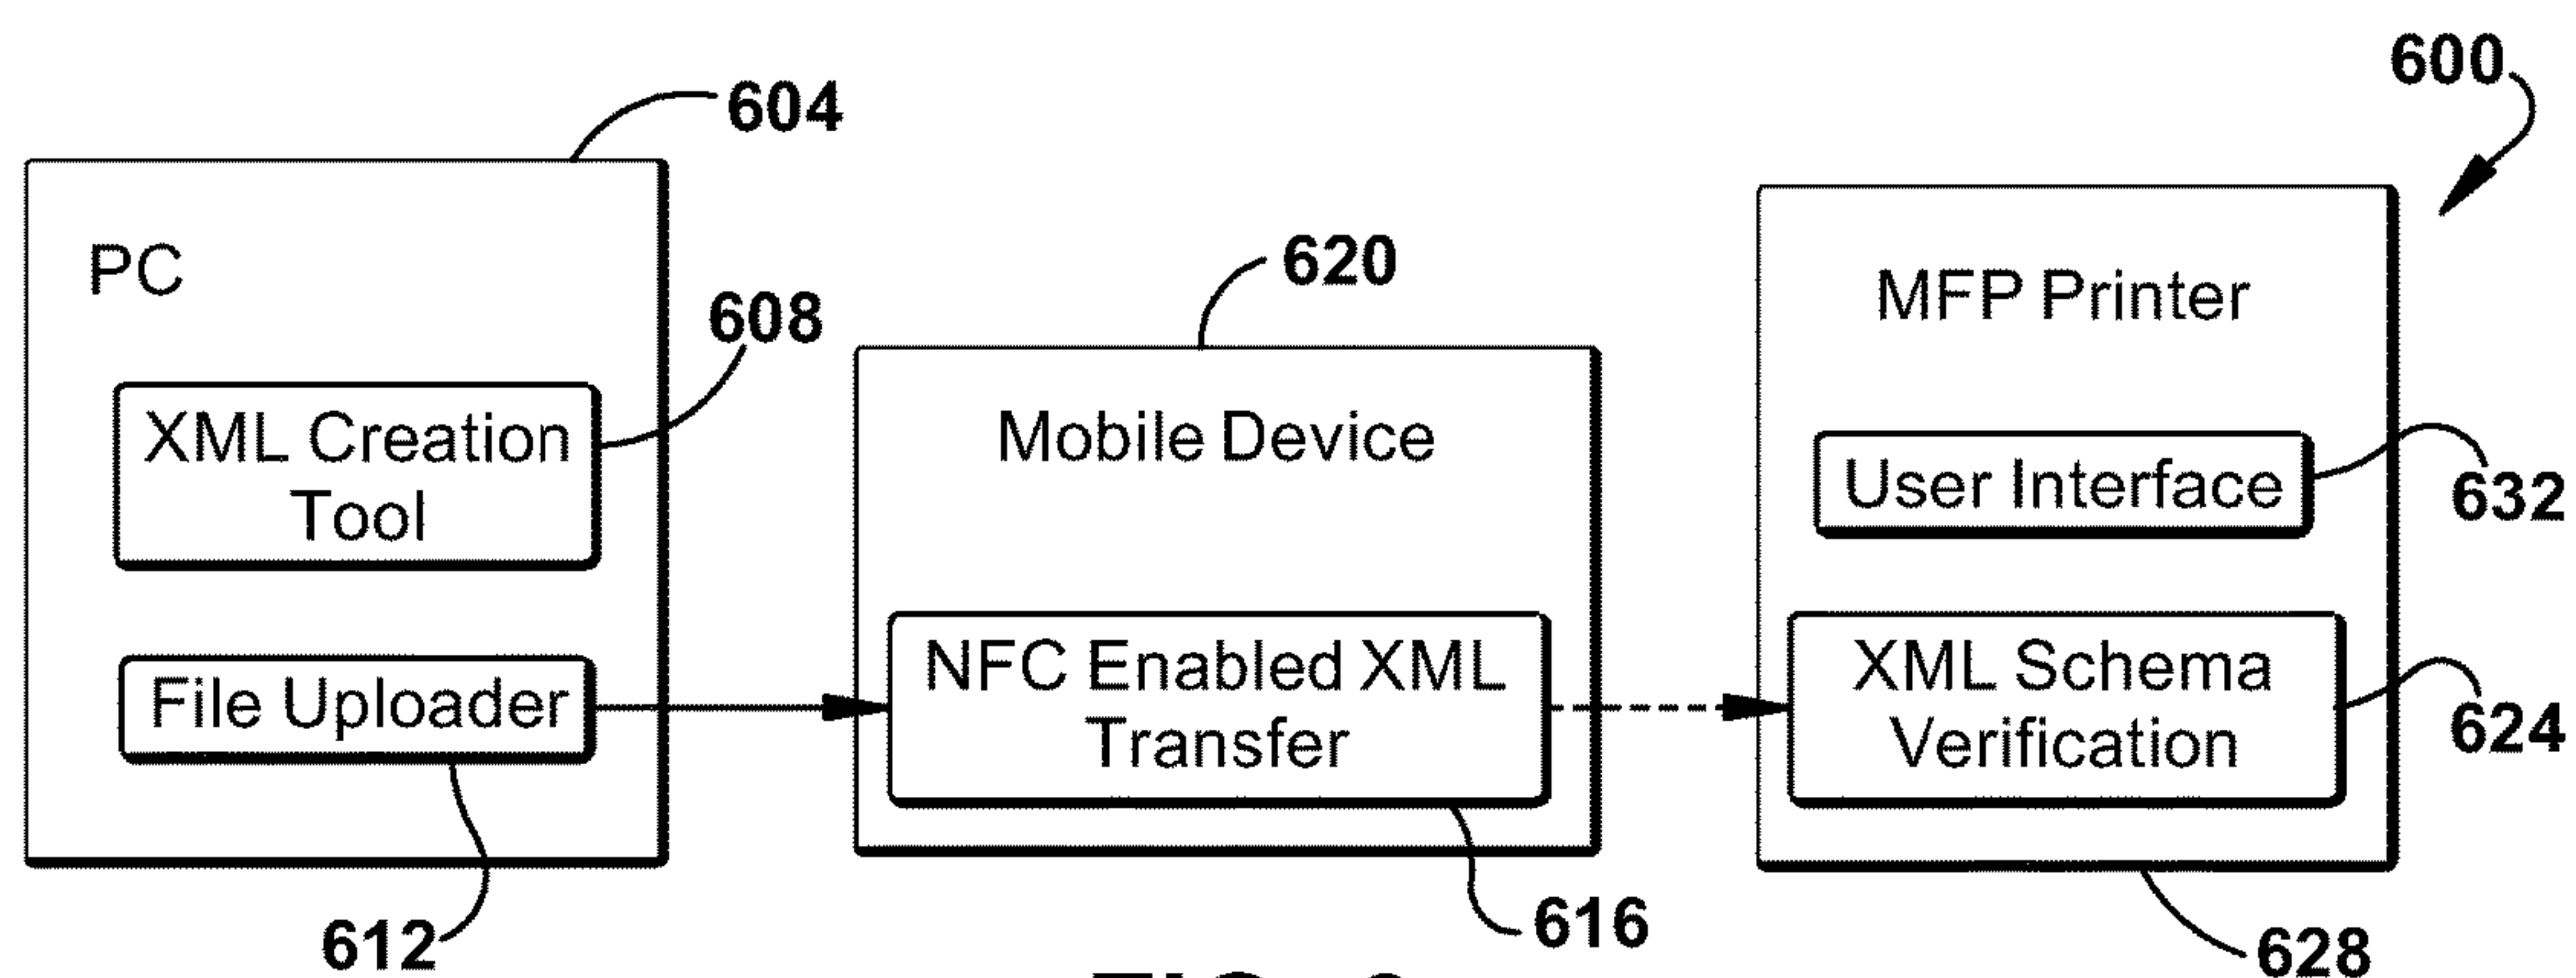 600
604
PC
620
608
MFP Printer
XML Creation
Tool
Mobile Device
User Interface
632
File Uploader
NFC Enabled XML
Transfer
XML Schema
Verification
624
612
616
628